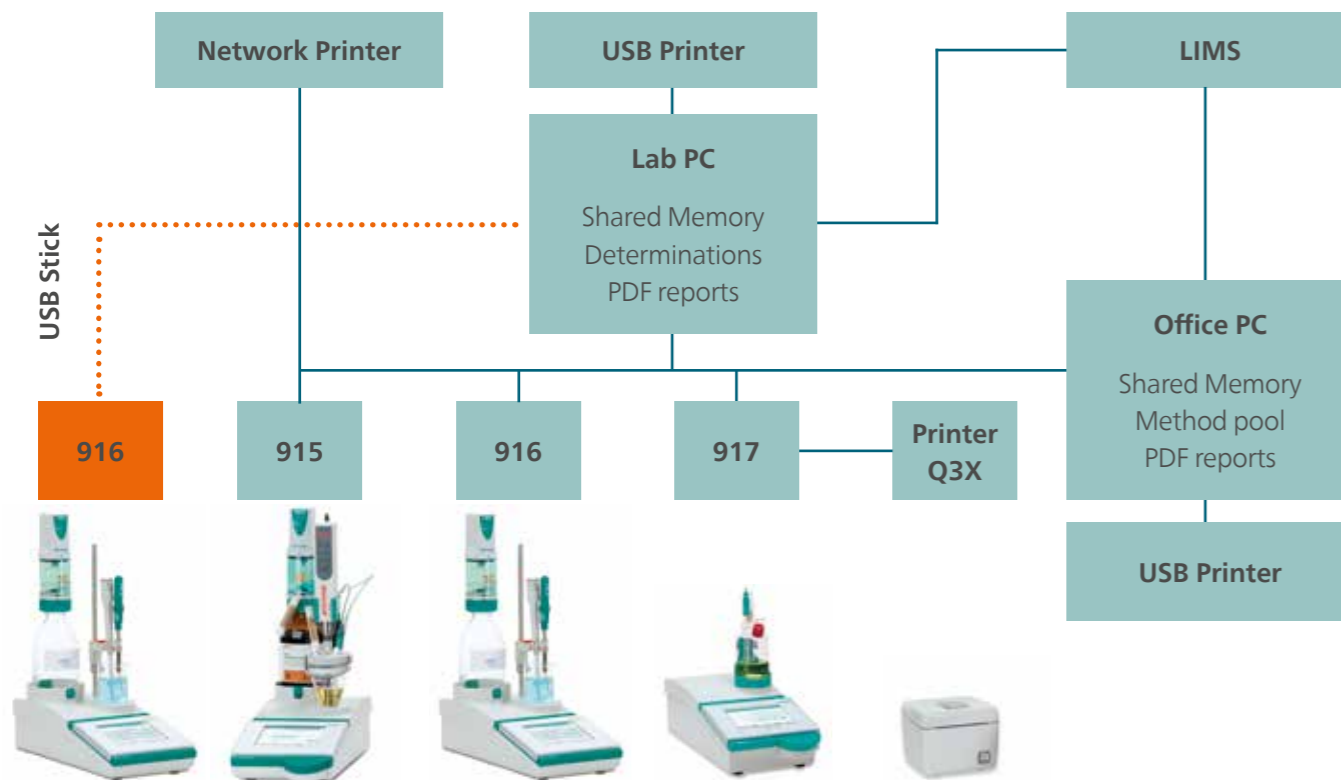 Network Printer
USB Printer
LIMS
Lab PC
Shared Memory
Determinations
PDF reports
USB Stick
Office PC
Shared Memory
Method pool
PDF reports
916
915
916
917
Printer
Q3X
USB Printer